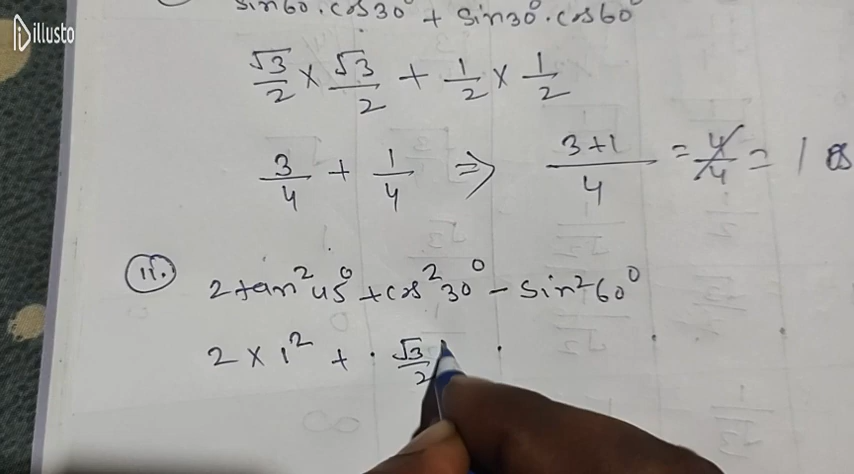 illusto
sin60.cos30° + sin30°.cos60°
√3/2 × √3/2 + 1/2 × 1/2
3/4 + 1/4 ⇒ 3+1/4 = 4/4 = 1
ii. 2tan²45° + cos²30° - sin²60°
2 × 1² + √3/2